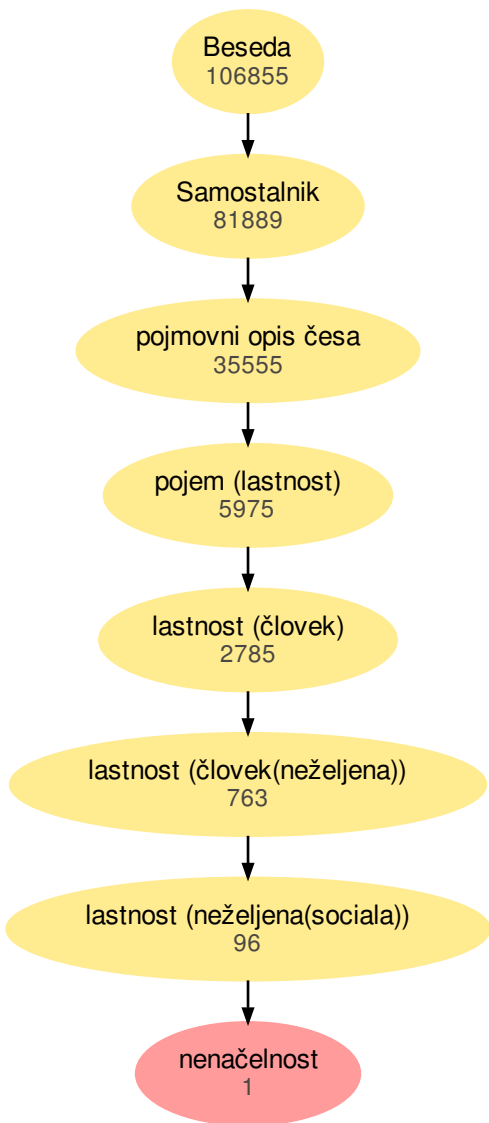 Beseda
106855
Samostalnik
81889
pojmovni opis česa
35555
pojem (lastnost)
5975
lastnost (človek)
2785
lastnost (človek(neželjena))
763
lastnost (neželjena(sociala))
96
nenačelnost
1